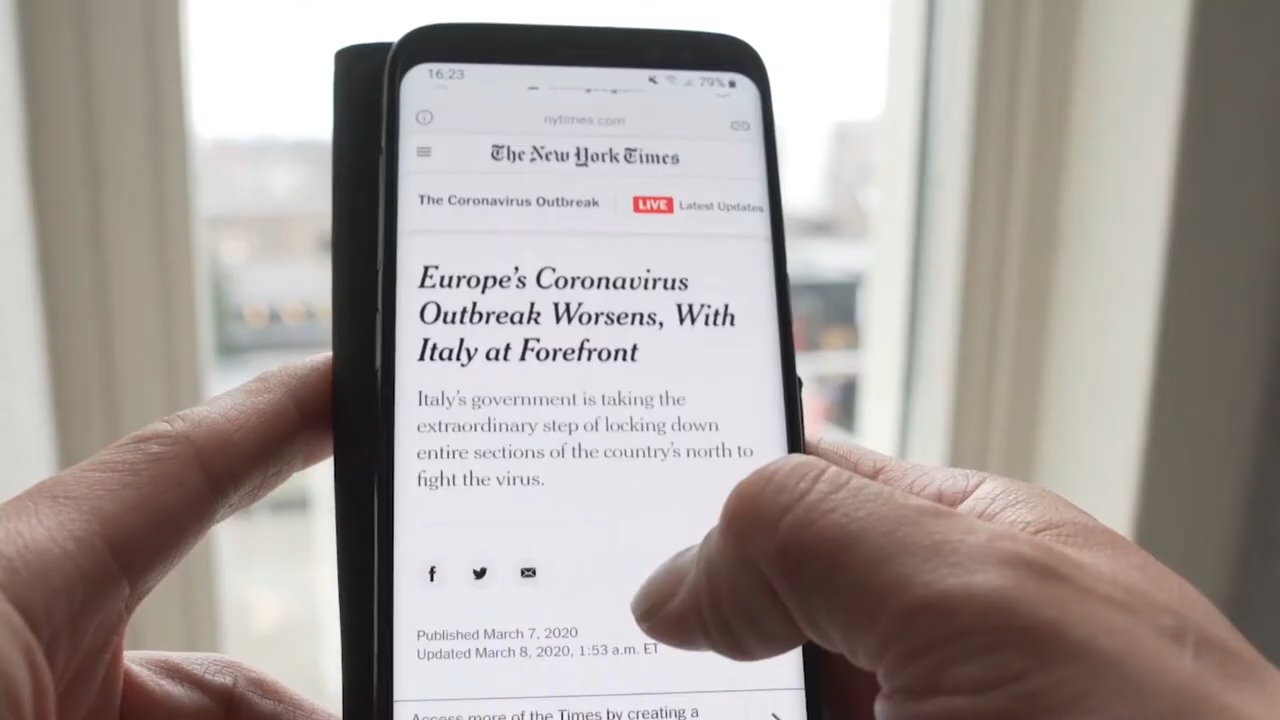 16:23
79%
nytimes.com
The New York Times
The Coronavirus Outbreak
LIVE Latest Updates
Europe's Coronavirus
Outbreak Worsens, With
Italy at Forefront
Italy's government is taking the
extraordinary step of locking down
entire sections of the country's north to
fight the virus.
Published March 7, 2020
Updated March 8, 2020, 1:53 a.m. ET
Access more of the Times by creating a